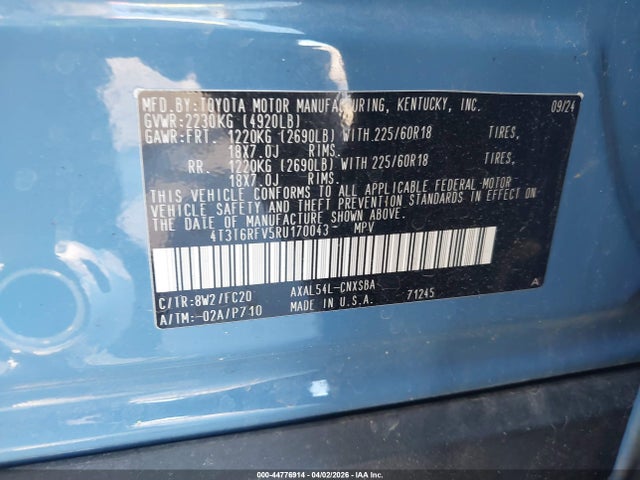 MFD.BY:TOYOTA MOTOR MANUFACTURING, KENTUCKY, INC. 09/24
GVWR:2230KG (4920LB)
GAWR:FRT. 1220KG (2690LB) WITH 225/60R18 TIRES,
18X7.0J RIMS.
RR. 1220KG (2690LB) WITH 225/60R18 TIRES,
18X7.0J RIMS.
THIS VEHICLE CONFORMS TO ALL APPLICABLE FEDERAL MOTOR
VEHICLE SAFETY AND THEFT PREVENTION STANDARDS IN EFFECT ON
THE DATE OF MANUFACTURE SHOWN ABOVE.
4T3T6RFV5RU170043 - MPV
C/TR:8W2/FC20 AXAL54L-CNXSBA A
A/TM:-02A/P710 MADE IN U.S.A. 71245
000-44776914 - 04/02/2026 - IAA Inc.